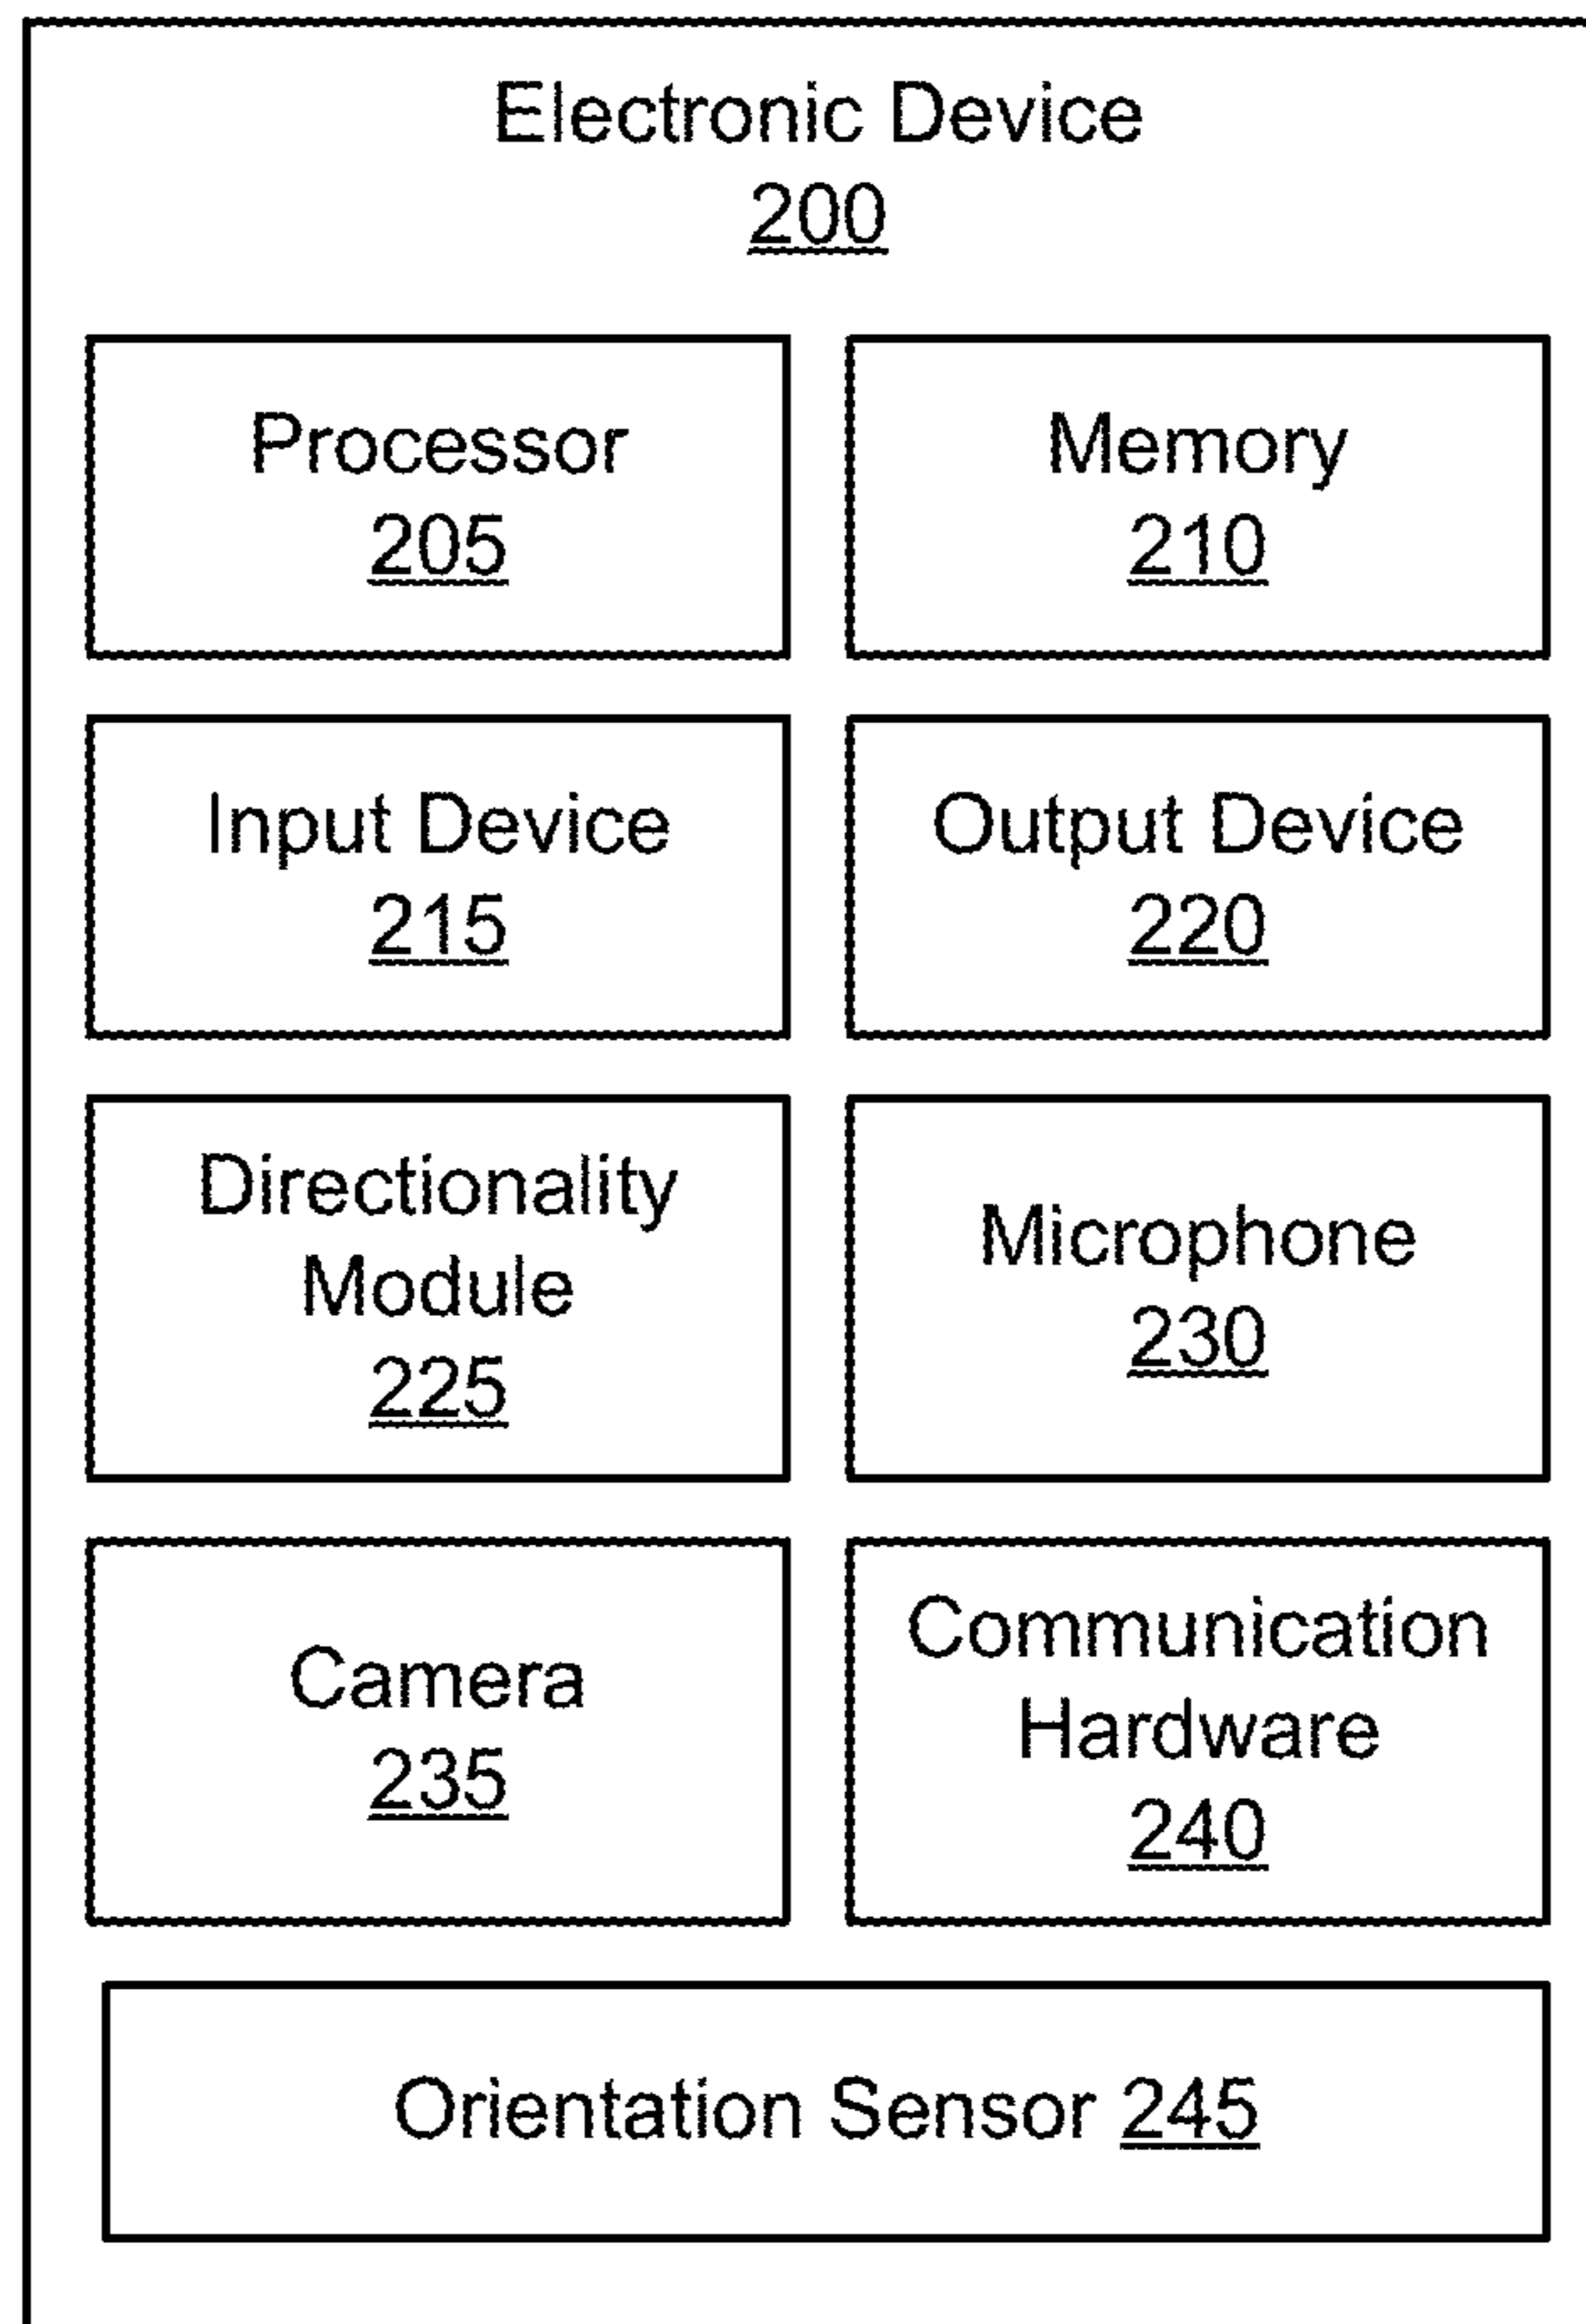 Electronic Device
200
Processor
205
Memory
210
Input Device
215
Output Device
220
Directionality
Module
225
Microphone
230
Camera
235
Communication
Hardware
240
Orientation Sensor 245